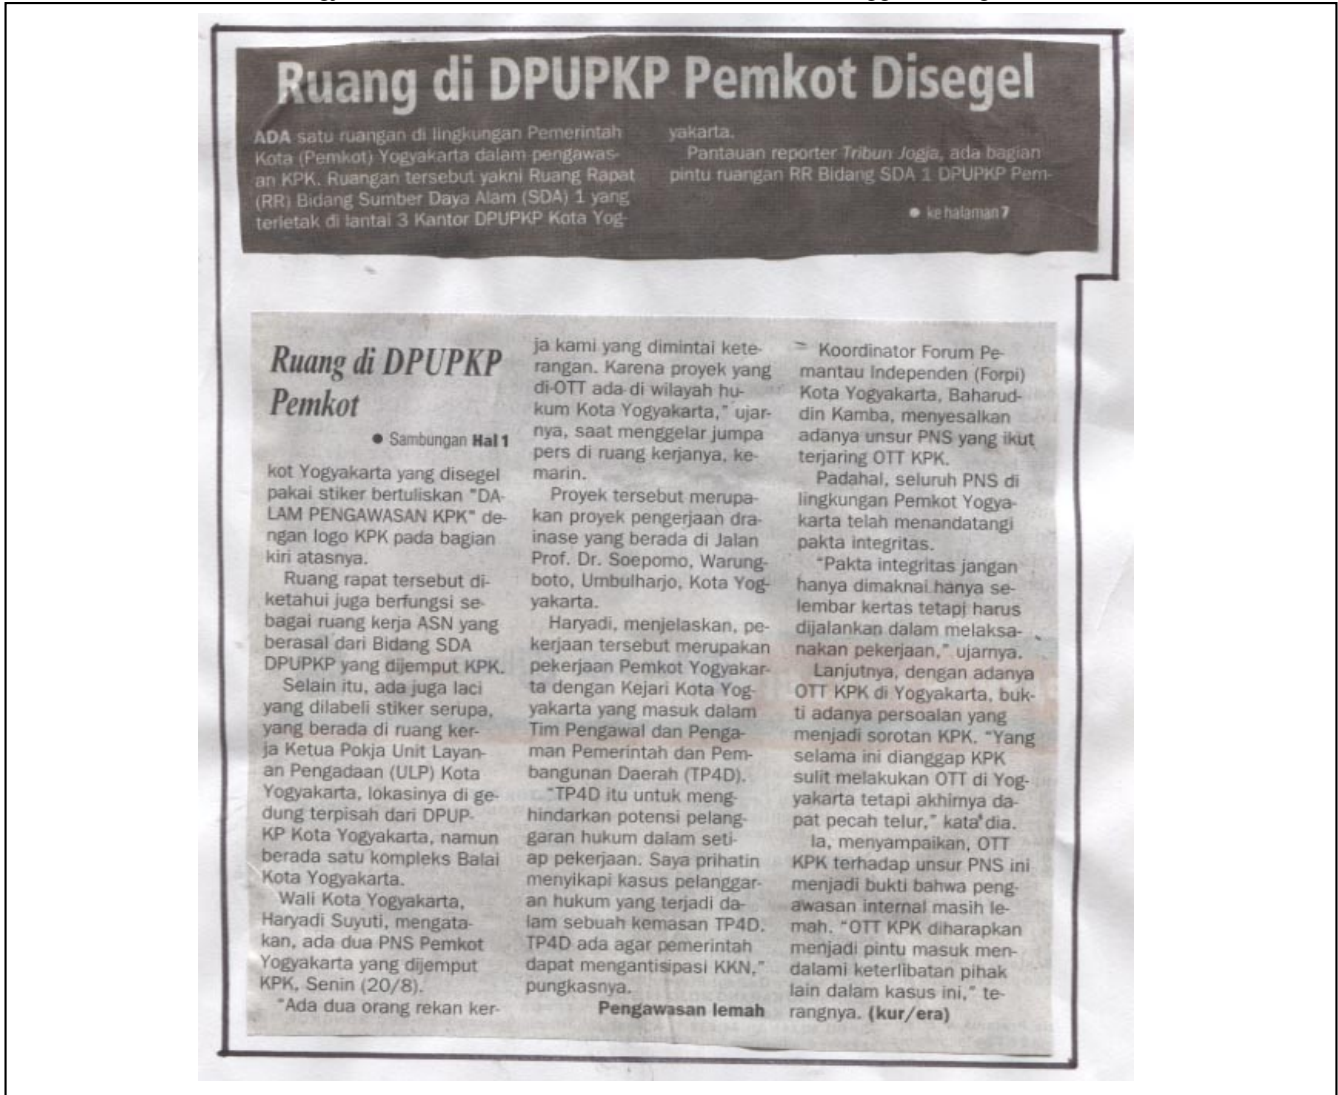 Ruang di DPUPKP Pemkot Disegel
ADA satu ruangan di lingkungan Pemerintah
Kota (Pemkot) Yogyakarta dalam pengawas-
an KPK. Ruangan tersebut yakni Ruang Rapat
(RR) Bidang Sumber Daya Alam (SDA) 1 yang
terletak di lantai 3 Kantor DPUPKP Kota Yog-
yakarta.
Pantauan reporter Tribun Jogja, ada bagian
pintu ruangan RR Bidang SDA 1 DPUPKP Pem-
● ke halaman 7
Ruang di DPUPKP
Pemkot
● Sambungan Hal 1
kot Yogyakarta yang disegel
pakai stiker bertuliskan "DA-
LAM PENGAWASAN KPK" de-
ngan logo KPK pada bagian
kiri atasnya.
Ruang rapat tersebut di-
ketahui juga berfungsi se-
bagai ruang kerja ASN yang
berasal dari Bidang SDA
DPUPKP yang dijemput KPK.
Selain itu, ada juga laci
yang dilabeli stiker serupa,
yang berada di ruang ker-
ja Ketua Pokja Unit Layan-
an Pengadaan (ULP) Kota
Yogyakarta, lokasinya di ge-
dung terpisah dari DPUP-
KP Kota Yogyakarta, namun
berada satu kompleks Balai
Kota Yogyakarta.
Wali Kota Yogyakarta,
Haryadi Suyuti, mengata-
kan, ada dua PNS Pemkot
Yogyakarta yang dijemput
KPK, Senin (20/8).
"Ada dua orang rekan ker-
ja kami yang dimintai kete-
rangan. Karena proyek yang
di-OTT ada di wilayah hu-
kum Kota Yogyakarta," ujar-
nya, saat menggelar jumpa
pers di ruang kerjanya, ke-
marin.
Proyek tersebut merupa-
kan proyek pengerjaan dra-
inase yang berada di Jalan
Prof. Dr. Soepomo, Warung-
boto, Umbulharjo, Kota Yog-
yakarta.
Haryadi, menjelaskan, pe-
kerjaan tersebut merupakan
pekerjaan Pemkot Yogyakar-
ta dengan Kejari Kota Yog-
yakarta yang masuk dalam
Tim Pengawal dan Penga-
man Pemerintah dan Pem-
bangunan Daerah (TP4D).
"TP4D itu untuk meng-
hindarkan potensi pelang-
garan hukum dalam seti-
ap pekerjaan. Saya prihatin
menyikapi kasus pelanggar-
an hukum yang terjadi da-
lam sebuah kemasan TP4D.
TP4D ada agar pemerintah
dapat mengantisipasi KKN,"
pungkasnya.
Pengawasan lemah
Koordinator Forum Pe-
mantau Independen (Forpi)
Kota Yogyakarta, Baharud-
din Kamba, menyesalkan
adanya unsur PNS yang ikut
terjaring OTT KPK.
Padahal, seluruh PNS di
lingkungan Pemkot Yogya-
karta telah menandatangi
pakta integritas.
"Pakta integritas jangan
hanya dimaknai hanya se-
lembar kertas tetapi harus
dijalankan dalam melaksa-
nakan pekerjaan," ujarnya.
Lanjutnya, dengan adanya
OTT KPK di Yogyakarta, buk-
ti adanya persoalan yang
menjadi sorotan KPK. "Yang
selama ini dianggap KPK
sulit melakukan OTT di Yog-
yakarta tetapi akhirnya da-
pat pecah telur," kata dia.
Ia, menyampaikan, OTT
KPK terhadap unsur PNS ini
menjadi bukti bahwa peng-
awasan internal masih le-
mah. "OTT KPK diharapkan
menjadi pintu masuk men-
dalami keterlibatan pihak
lain dalam kasus ini," te-
rangnya. (kur/era)